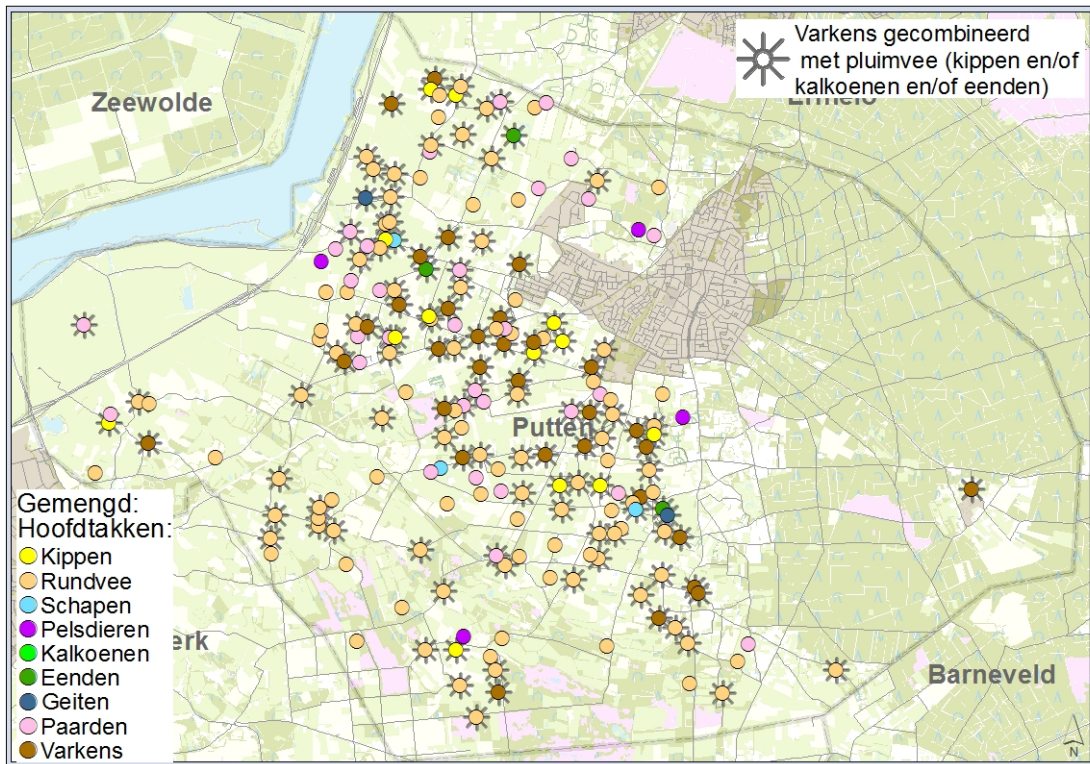 Varkens gecombineerd
met pluimvee (kippen en/of
kalkoenen en/of eenden)
Zeewolde
Ermelo
Putten
Gemengd:
Hoofdtakken:
Kippen
Rundvee
Schapen
Pelsdieren
Kalkoenen
Eenden
Geiten
Paarden
Varkens
erk
Barneveld
N